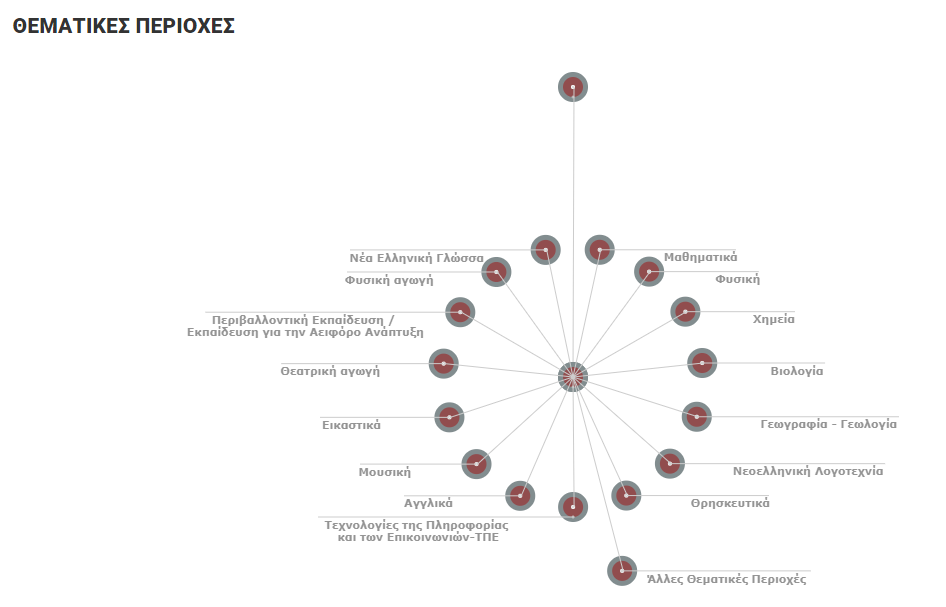 ΘΕΜΑΤΙΚΕΣ ΠΕΡΙΟΧΕΣ
Νέα Ελληνική Γλώσσα
Μαθηματικά
Φυσική αγωγή
Φυσική
Περιβαλλοντική Εκπαίδευση /
Εκπαίδευση για την Αειφόρο Ανάπτυξη
Χημεία
Θεατρική αγωγή
Βιολογία
Εικαστικά
Γεωγραφία - Γεωλογία
Μουσική
Νεοελληνική Λογοτεχνία
Αγγλικά
Θρησκευτικά
Τεχνολογίες της Πληροφορίας
και των Επικοινωνιών-ΤΠΕ
Άλλες Θεματικές Περιοχές